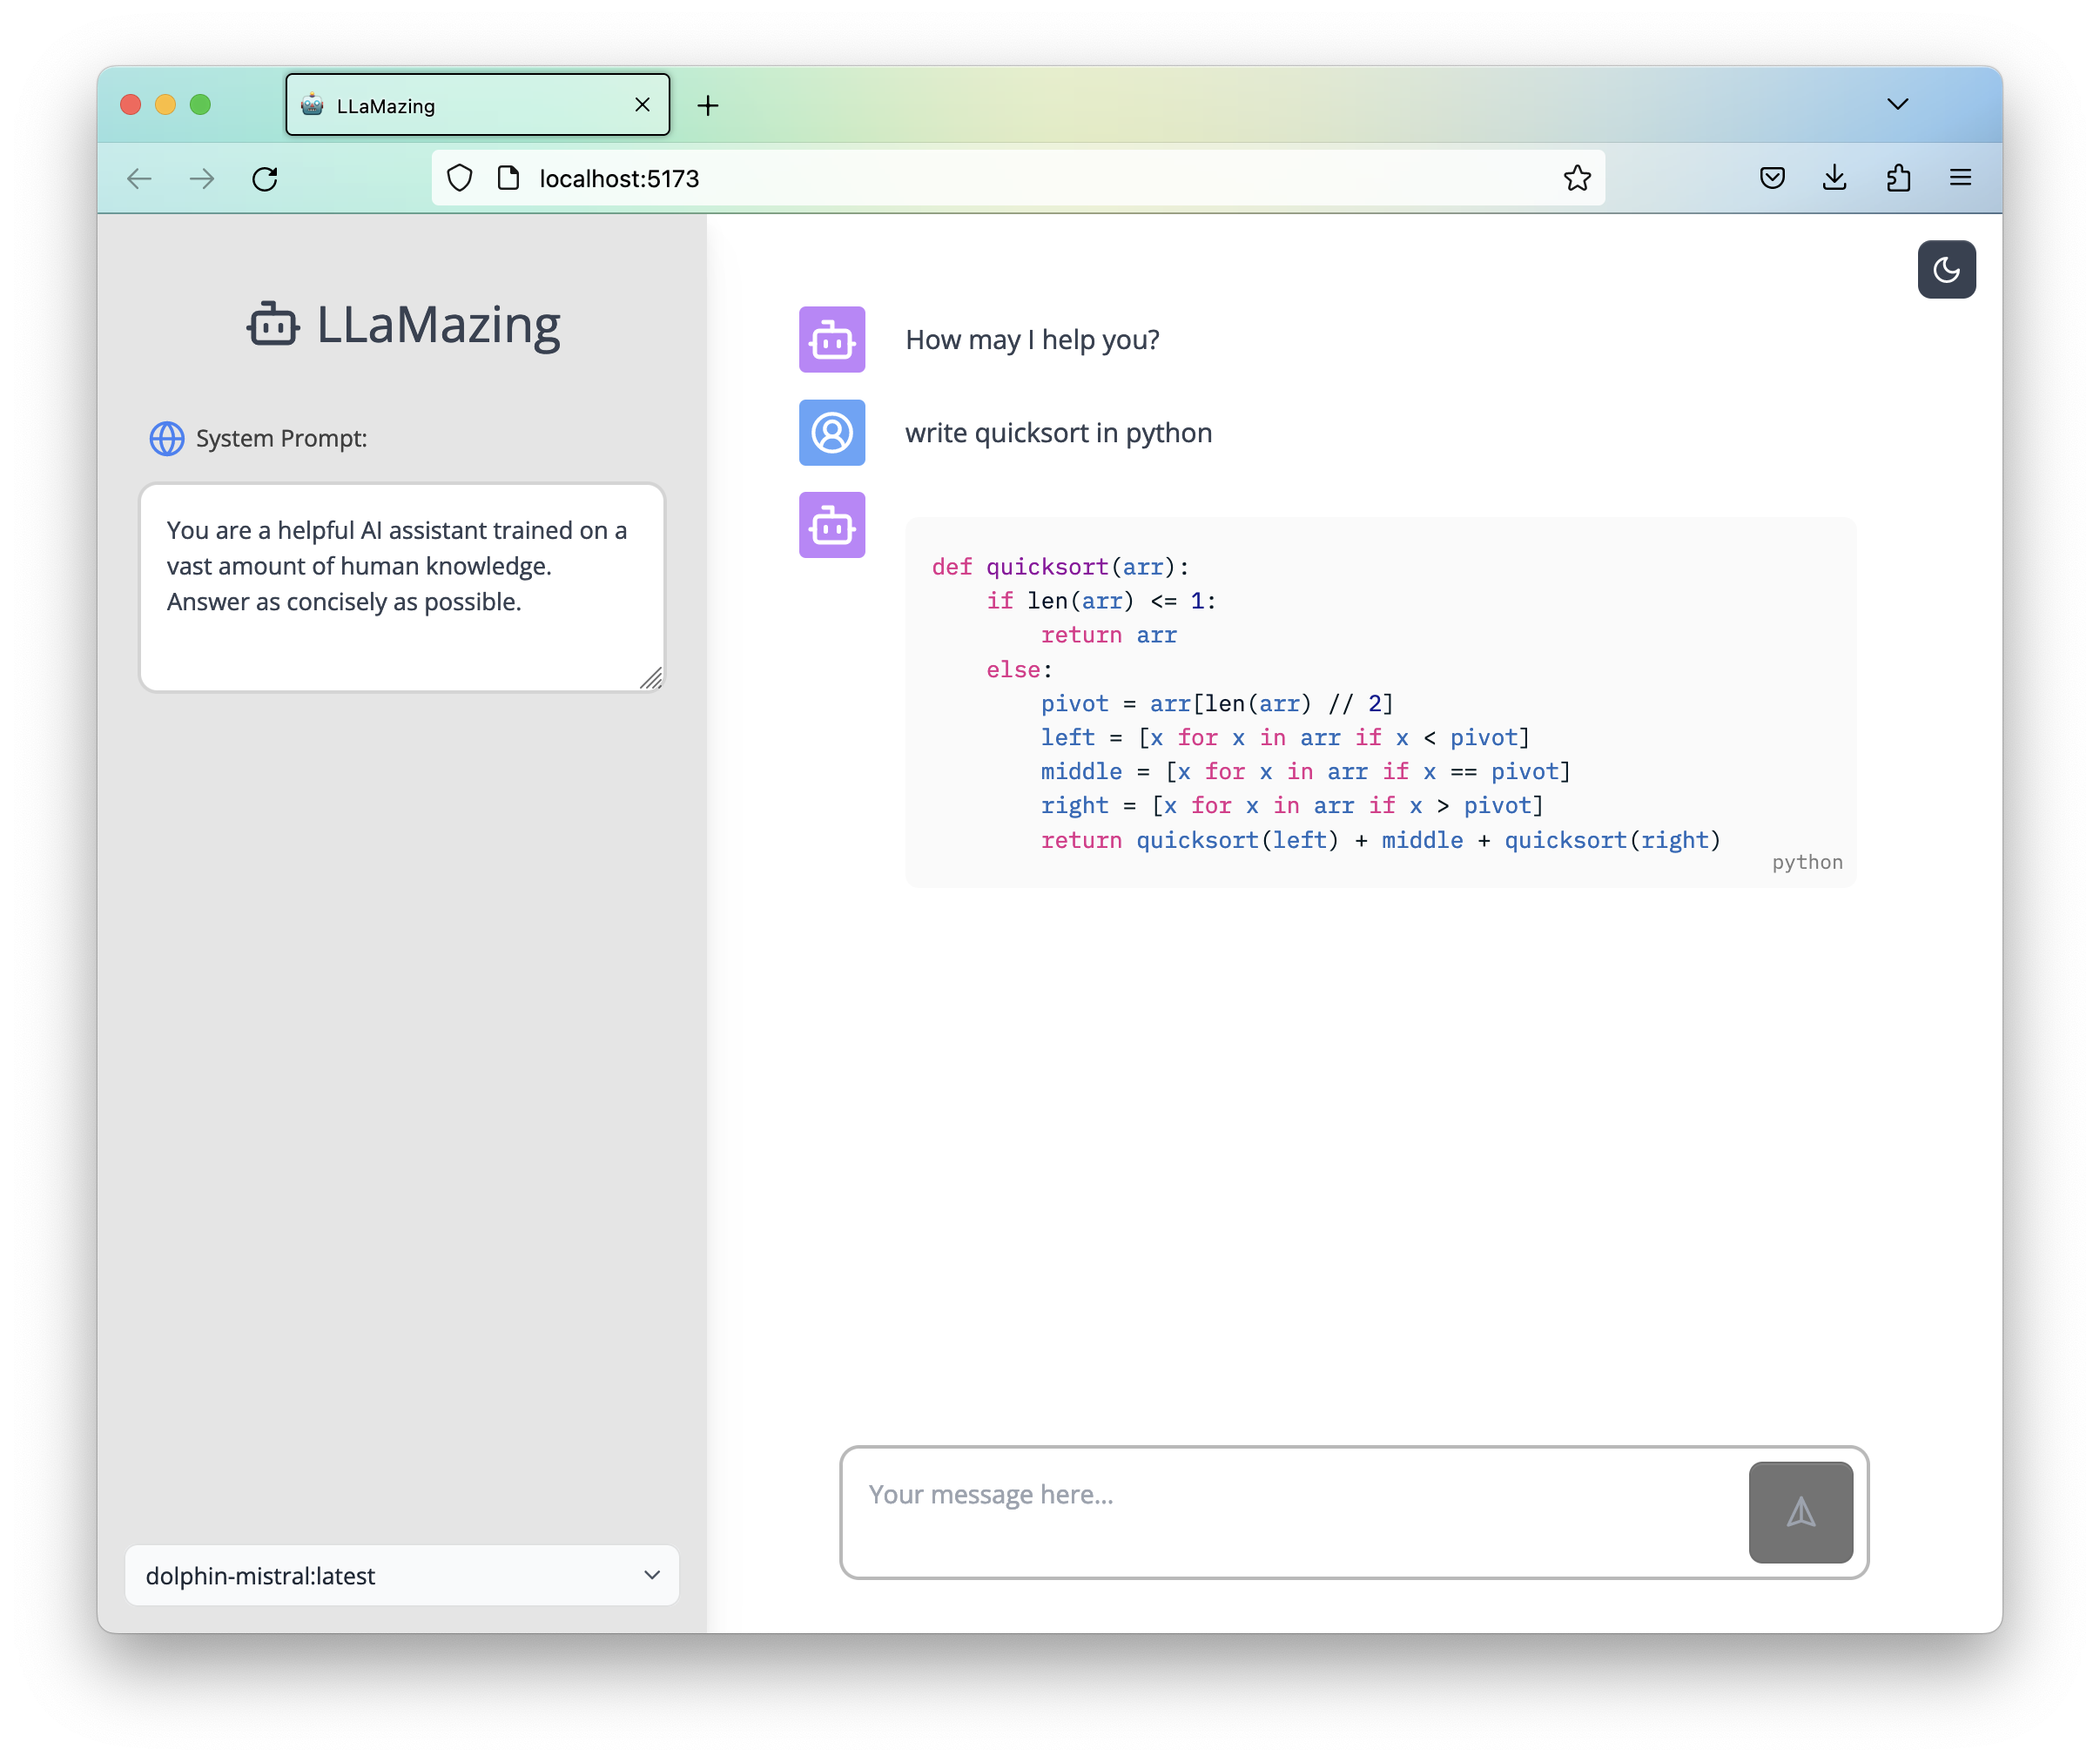 LLaMazing
localhost:5173
LLaMazing
System Prompt:
You are a helpful AI assistant trained on a
vast amount of human knowledge.
Answer as concisely as possible.
dolphin-mistral:latest
How may I help you?
write quicksort in python
def quicksort(arr):
    if len(arr) <= 1:
        return arr
    else:
        pivot = arr[len(arr) // 2]
        left = [x for x in arr if x < pivot]
        middle = [x for x in arr if x == pivot]
        right = [x for x in arr if x > pivot]
        return quicksort(left) + middle + quicksort(right)
python
Your message here...